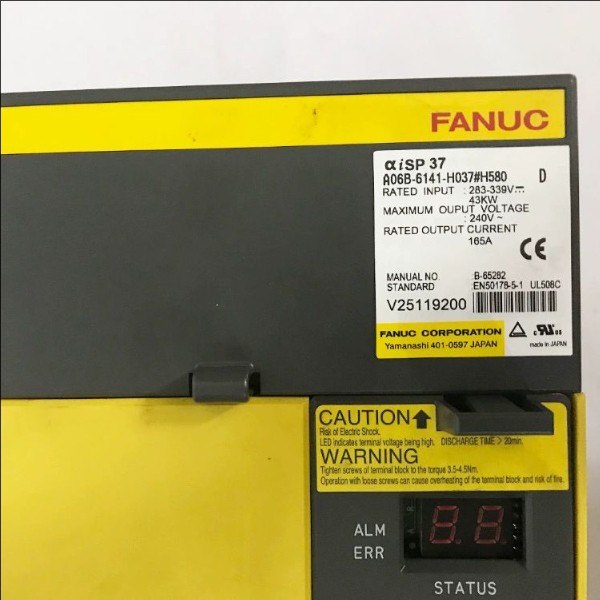 FANUC
αiSP 37
A06B-6141-H037#H580 D
RATED INPUT : 283-339V⎓
43KW
MAXIMUM OUPUT VOLTAGE
: 240V ~
RATED OUTPUT CURRENT
165A
CE
MANUAL NO. : B-65282
STANDARD : EN50178-5-1 UL508C
V25119200
FANUC CORPORATION
Yamanashi 401-0597 JAPAN
c RU us
made in JAPAN
CAUTION
Risk of Electric Shock.
LED indicates terminal voltage being high. DISCHARGE TIME > 20min.
WARNING
Tighten screws of terminal block to the torque 3.5-4.5Nm.
Operation with loose screws can cause overheating of the terminal block and risk of fire.
ALM
ERR
STATUS